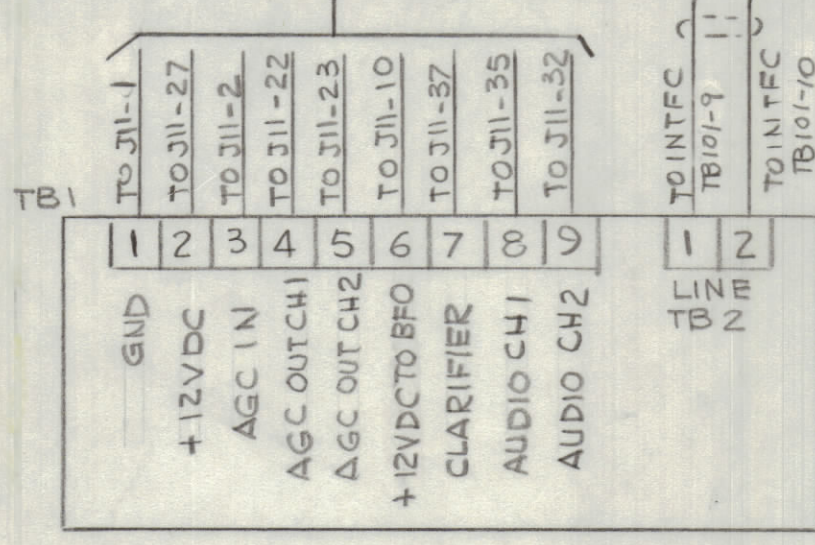 TO J11-1
TO J11-27
TO J11-2
TO J11-22
TO J11-23
TO J11-10
TO J11-37
TO J11-35
TO J11-32
TO INTFC
TB101-9
TO INTFC
TB101-10
TB1
1 2 3 4 5 6 7 8 9
1 2
GND
+12VDC
AGC IN
AGC OUT CH1
AGC OUT CH2
+12VDC TO BFO
CLARIFIER
AUDIO CH1
AUDIO CH2
LINE
TB2